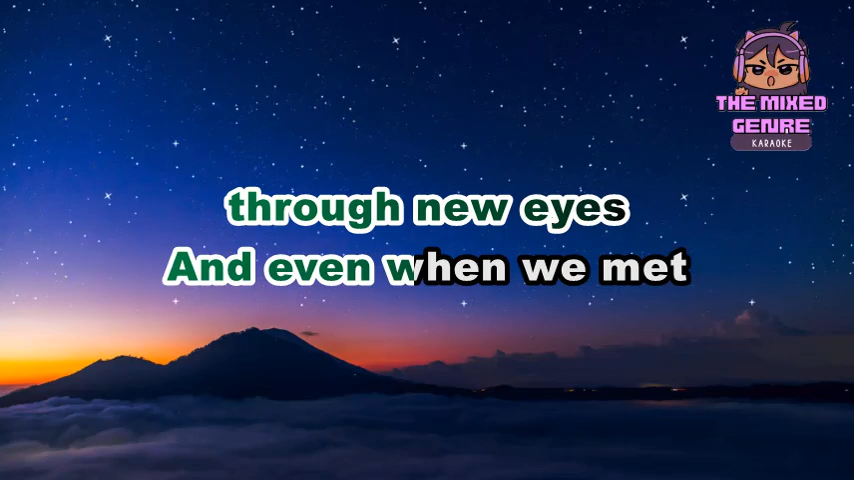 THE MIXED
GENRE
KARAOKE
through new eyes
And even when we met